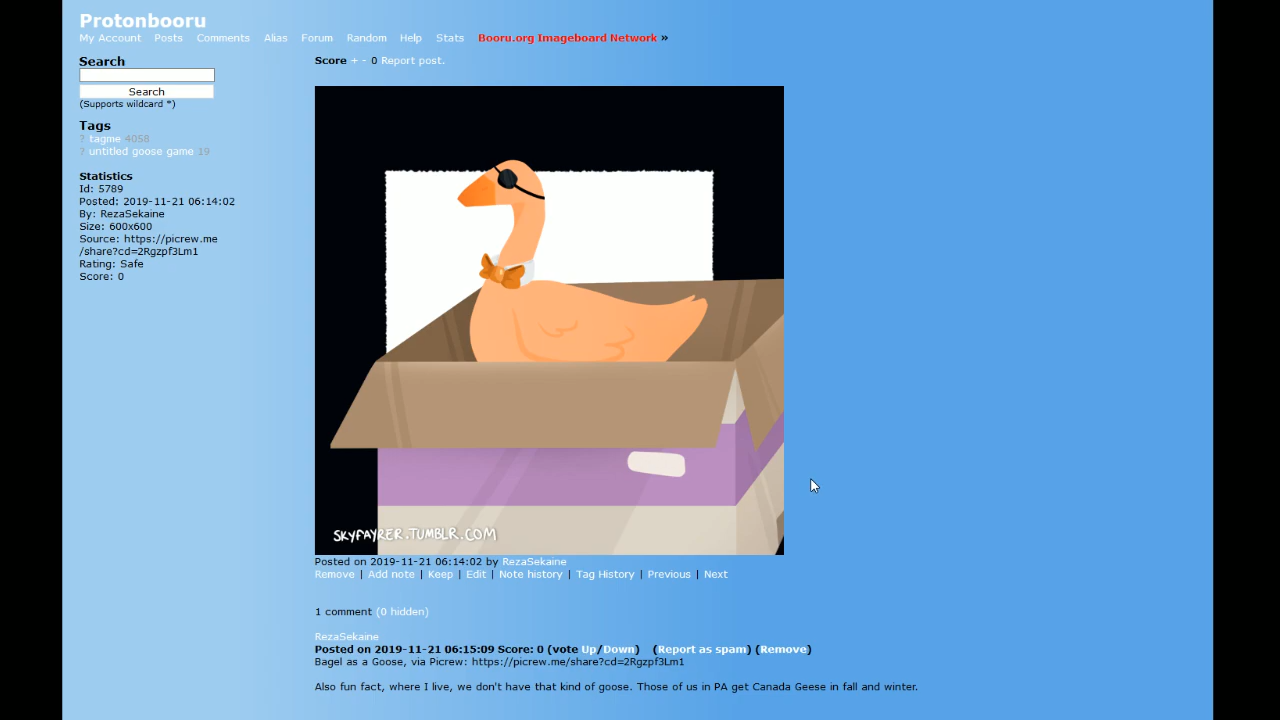 Protonbooru
My Account Posts Comments Alias Forum Random Help Stats Booru.org Imageboard Network »
Search
Search
(Supports wildcard *)
Tags
? tagme 4058
? untitled goose game 19
Statistics
Id: 5789
Posted: 2019-11-21 06:14:02
By: RezaSekaine
Size: 600x600
Source: https://picrew.me
/share?cd=2Rgzpf3Lm1
Rating: Safe
Score: 0
Score + - 0 Report post.
SKYFAYRER.TUMBLR.COM
Posted on 2019-11-21 06:14:02 by RezaSekaine
Remove | Add note | Keep | Edit | Note history | Tag History | Previous | Next
1 comment (0 hidden)
RezaSekaine
Posted on 2019-11-21 06:15:09 Score: 0 (vote Up/Down) (Report as spam) (Remove)
Bagel as a Goose, via Picrew: https://picrew.me/share?cd=2Rgzpf3Lm1
Also fun fact, where I live, we don't have that kind of goose. Those of us in PA get Canada Geese in fall and winter.